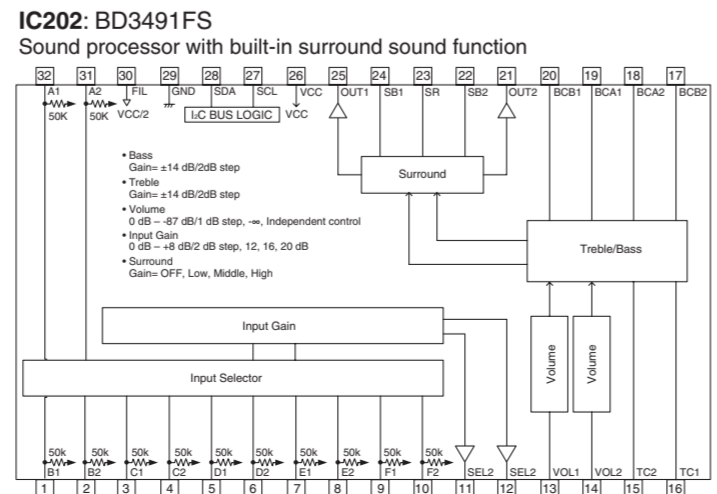 IC202: BD3491FS
Sound processor with built-in surround sound function
32 31 30 29 28 27 26 25 24 23 22 21 20 19 18 17
A1 A2 FIL GND SDA SCL VCC OUT1 SB1 SR SB2 OUT2 BCB1 BCA1 BCA2 BCB2
50K 50K VCC/2 I2C BUS LOGIC VCC
• Bass
Gain= ±14 dB/2dB step
• Treble
Gain= ±14 dB/2dB step
• Volume
0 dB – -87 dB/1 dB step, -∞, Independent control
• Input Gain
0 dB – +8 dB/2 dB step, 12, 16, 20 dB
• Surround
Gain= OFF, Low, Middle, High
Surround
Treble/Bass
Input Gain
Volume
Volume
Input Selector
50k 50k 50k 50k 50k 50k 50k 50k 50k 50k
B1 B2 C1 C2 D1 D2 E1 E2 F1 F2 SEL2 SEL2 VOL1 VOL2 TC2 TC1
1 2 3 4 5 6 7 8 9 10 11 12 13 14 15 16